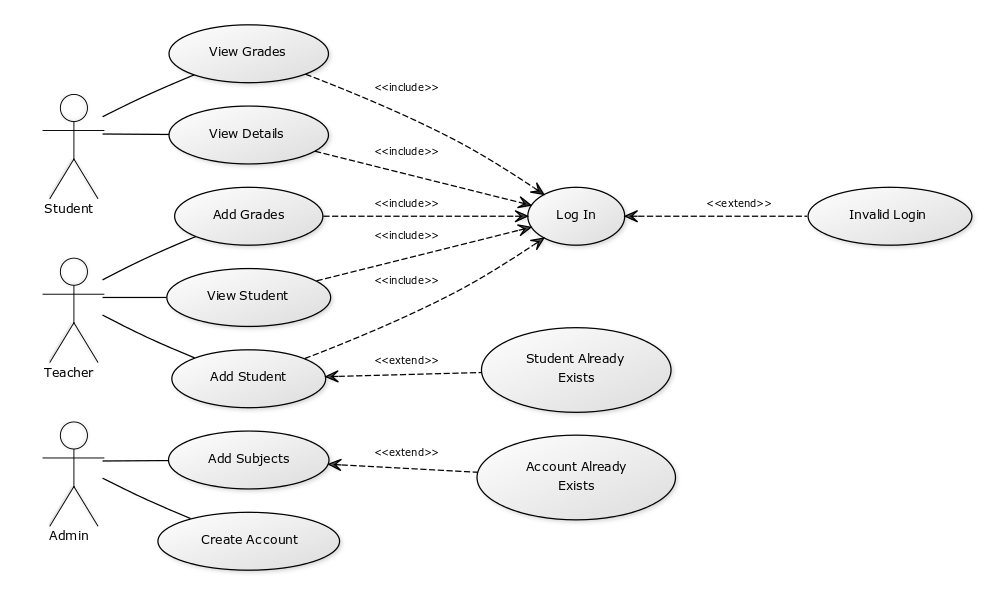 View Grades
<<include>>
View Details
<<include>>
Student
Add Grades
<<include>>
Log In
<<extend>>
Invalid Login
<<include>>
View Student
<<include>>
Teacher
Add Student
<<extend>>
Student Already
Exists
Add Subjects
<<extend>>
Account Already
Exists
Admin
Create Account